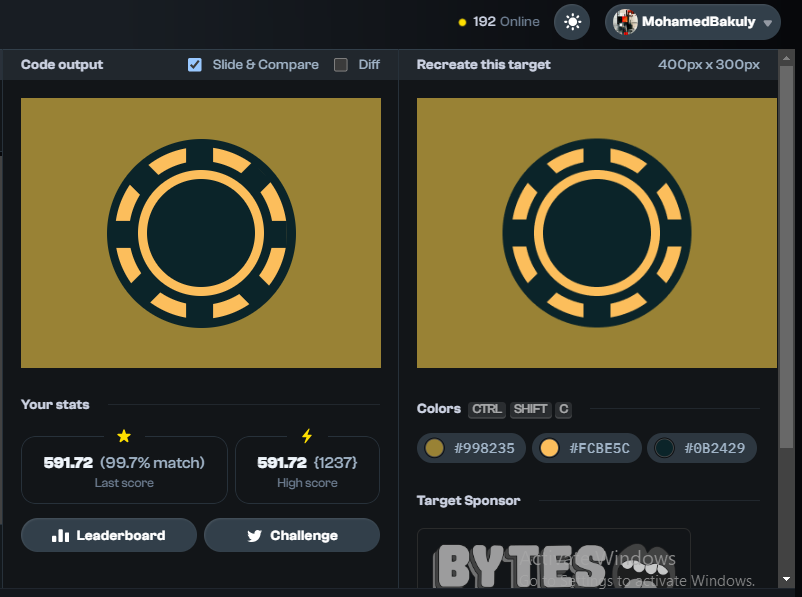 192 Online
MohamedBakuly
Code output
Slide & Compare
Diff
Recreate this target
400px x 300px
Your stats
591.72 (99.7% match)
Last score
591.72 {1237}
High score
Leaderboard
Challenge
Colors CTRL SHIFT C
#998235
#FCBE5C
#0B2429
Target Sponsor
BYTES
Activate Windows
Go to Settings to activate Windows.